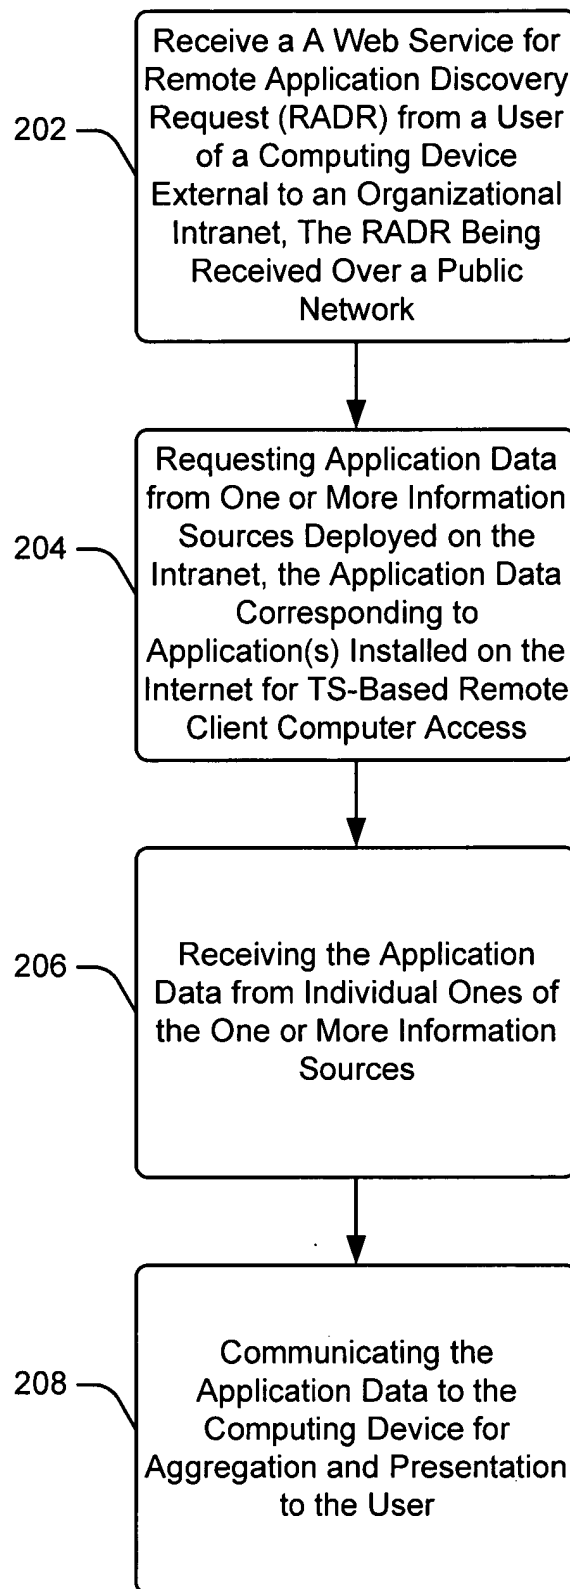 Receive a A Web Service for
Remote Application Discovery
Request (RADR) from a User
of a Computing Device
External to an Organizational
Intranet, The RADR Being
Received Over a Public
Network
202
Requesting Application Data
from One or More Information
Sources Deployed on the
Intranet, the Application Data
Corresponding to
Application(s) Installed on the
Internet for TS-Based Remote
Client Computer Access
204
Receiving the Application
Data from Individual Ones of
the One or More Information
Sources
206
Communicating the
Application Data to the
Computing Device for
Aggregation and Presentation
to the User
208